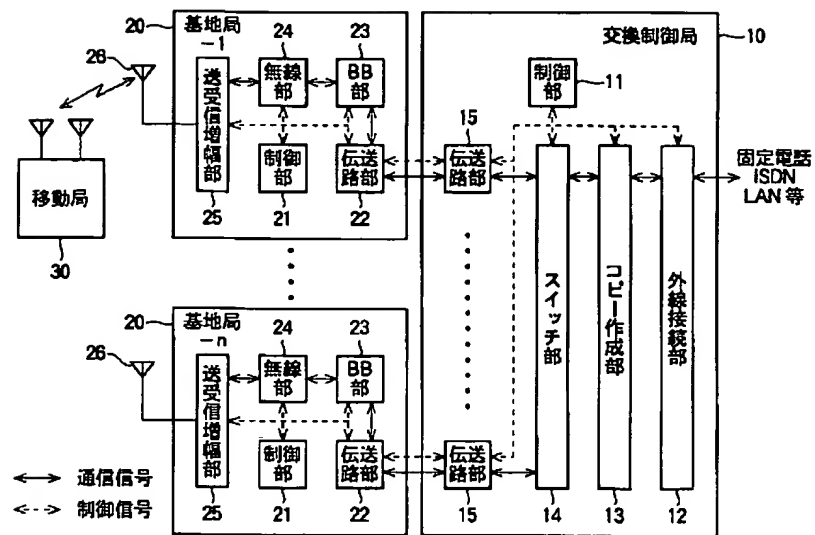 20
基地局
-1
24
23
26
送受信増幅部
無線部
BB部
制御部
伝送路部
25
21
22
移動局
30
交換制御局
10
制御部
11
15
伝送路部
スイッチ部
コピー作成部
外線接続部
固定電話
ISDN
LAN 等
20
基地局
-n
24
23
26
送受信増幅部
無線部
BB部
制御部
伝送路部
25
21
22
伝送路部
15
14
13
12
通信信号
制御信号